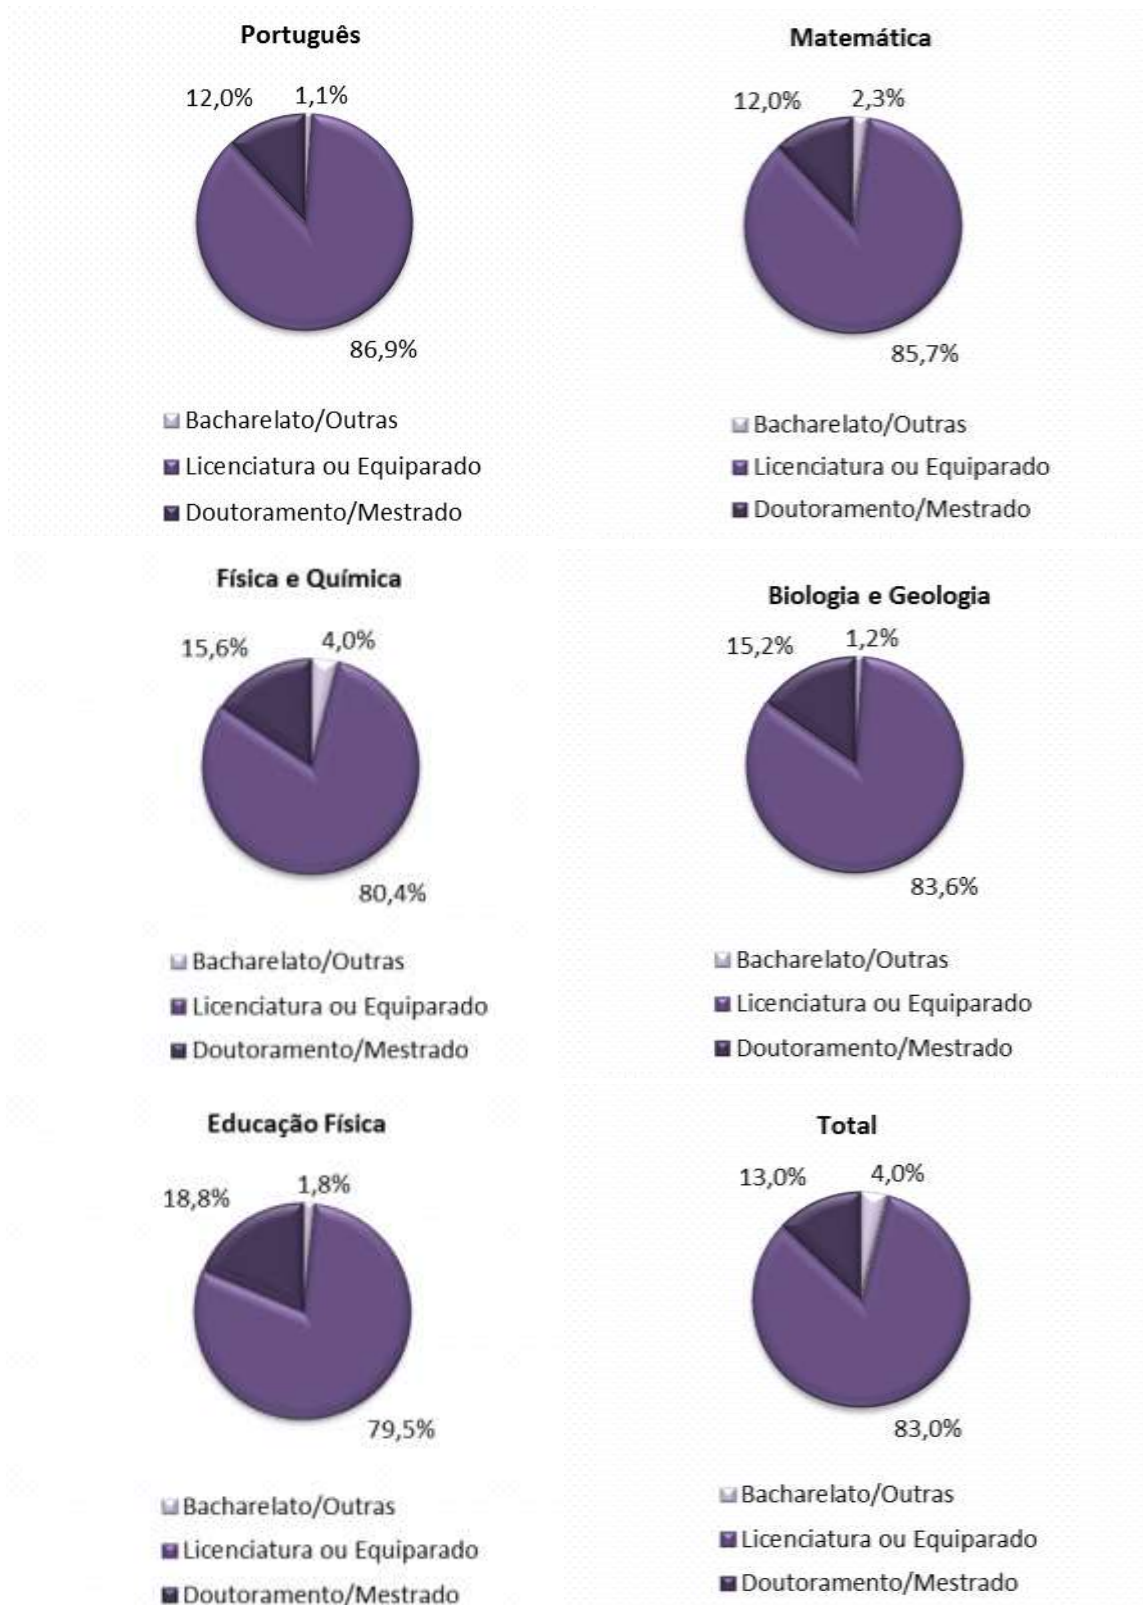 Português
12,0%
1,1%
86,9%
Bacharelato/Outras
Licenciatura ou Equiparado
Doutoramento/Mestrado
Matemática
12,0%
2,3%
85,7%
Bacharelato/Outras
Licenciatura ou Equiparado
Doutoramento/Mestrado
Física e Química
15,6%
4,0%
80,4%
Bacharelato/Outras
Licenciatura ou Equiparado
Doutoramento/Mestrado
Biologia e Geologia
15,2%
1,2%
83,6%
Bacharelato/Outras
Licenciatura ou Equiparado
Doutoramento/Mestrado
Educação Física
18,8%
1,8%
79,5%
Bacharelato/Outras
Licenciatura ou Equiparado
Doutoramento/Mestrado
Total
13,0%
4,0%
83,0%
Bacharelato/Outras
Licenciatura ou Equiparado
Doutoramento/Mestrado